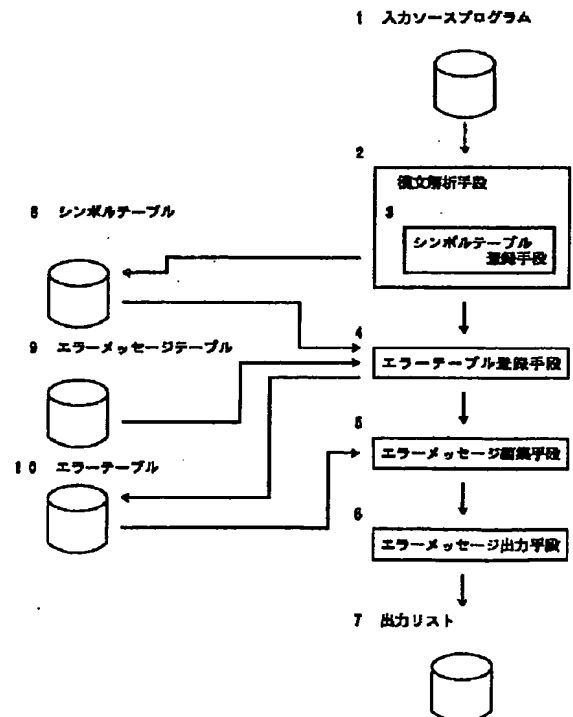 1 入力ソースプログラム
2
構文解析手段
3
シンボルテーブル
登録手段
8 シンボルテーブル
4
エラーテーブル登録手段
9 エラーメッセージテーブル
5
エラーメッセージ編集手段
10 エラーテーブル
6
エラーメッセージ出力手段
7 出力リスト